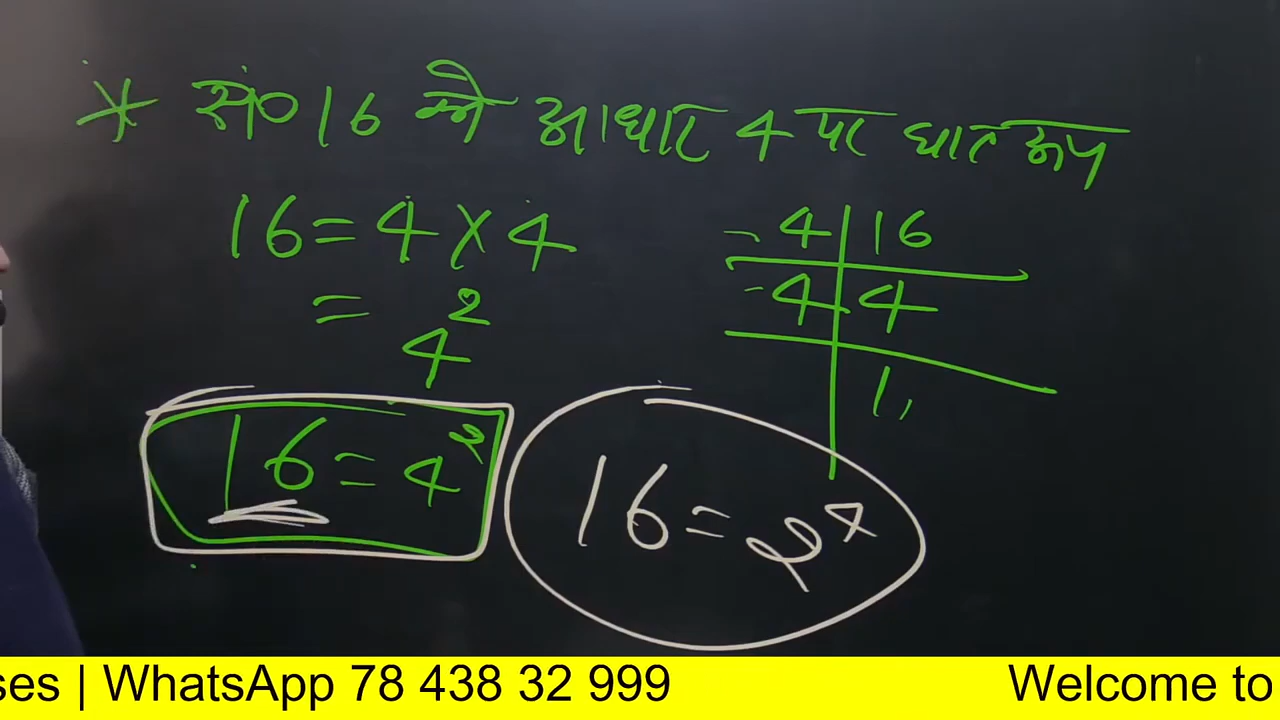 * सं० 16 को आधार 4 पर घात रूप
16 = 4 × 4
= 4²
4 | 16
4 | 4
1
16 = 4²
16 = 2⁴
ses | WhatsApp 78 438 32 999 Welcome to